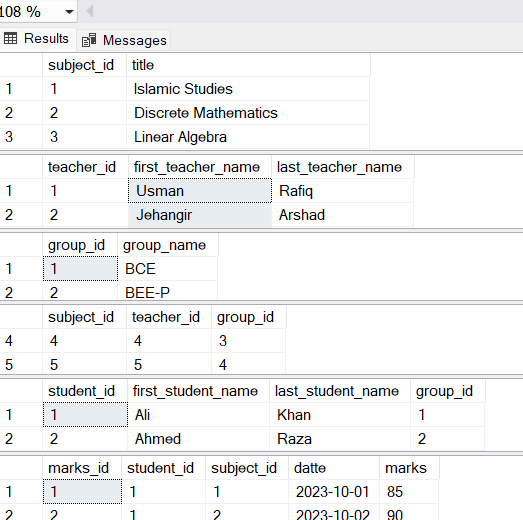 108 %
Results Messages
subject_id title
1 1 Islamic Studies
2 2 Discrete Mathematics
3 3 Linear Algebra
teacher_id first_teacher_name last_teacher_name
1 1 Usman Rafiq
2 2 Jehangir Arshad
group_id group_name
1 1 BCE
2 2 BEE-P
subject_id teacher_id group_id
4 4 4 3
5 5 5 4
student_id first_student_name last_student_name group_id
1 1 Ali Khan 1
2 2 Ahmed Raza 2
marks_id student_id subject_id datte marks
1 1 1 1 2023-10-01 85
2 2 1 2 2023-10-02 90